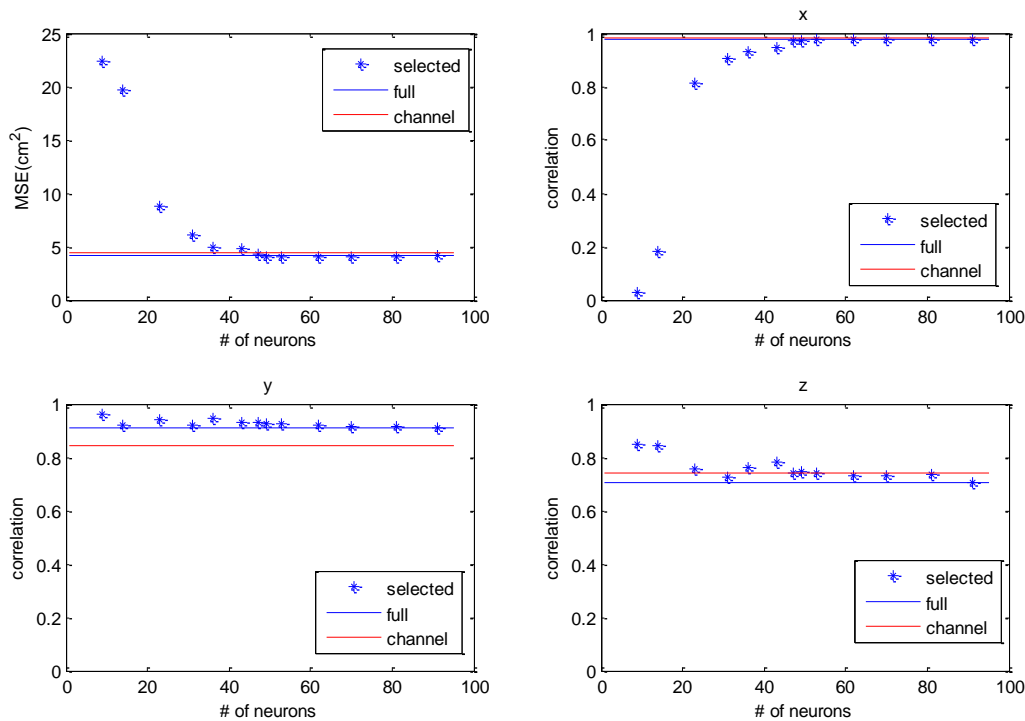 25
20
15
10
5
0
MSE(cm²)
0 20 40 60 80 100
# of neurons
selected
full
channel
x
1
0.8
0.6
0.4
0.2
0
correlation
0 20 40 60 80 100
# of neurons
selected
full
channel
y
1
0.8
0.6
0.4
0.2
0
correlation
0 20 40 60 80 100
# of neurons
selected
full
channel
z
1
0.8
0.6
0.4
0.2
0
correlation
0 20 40 60 80 100
# of neurons
selected
full
channel